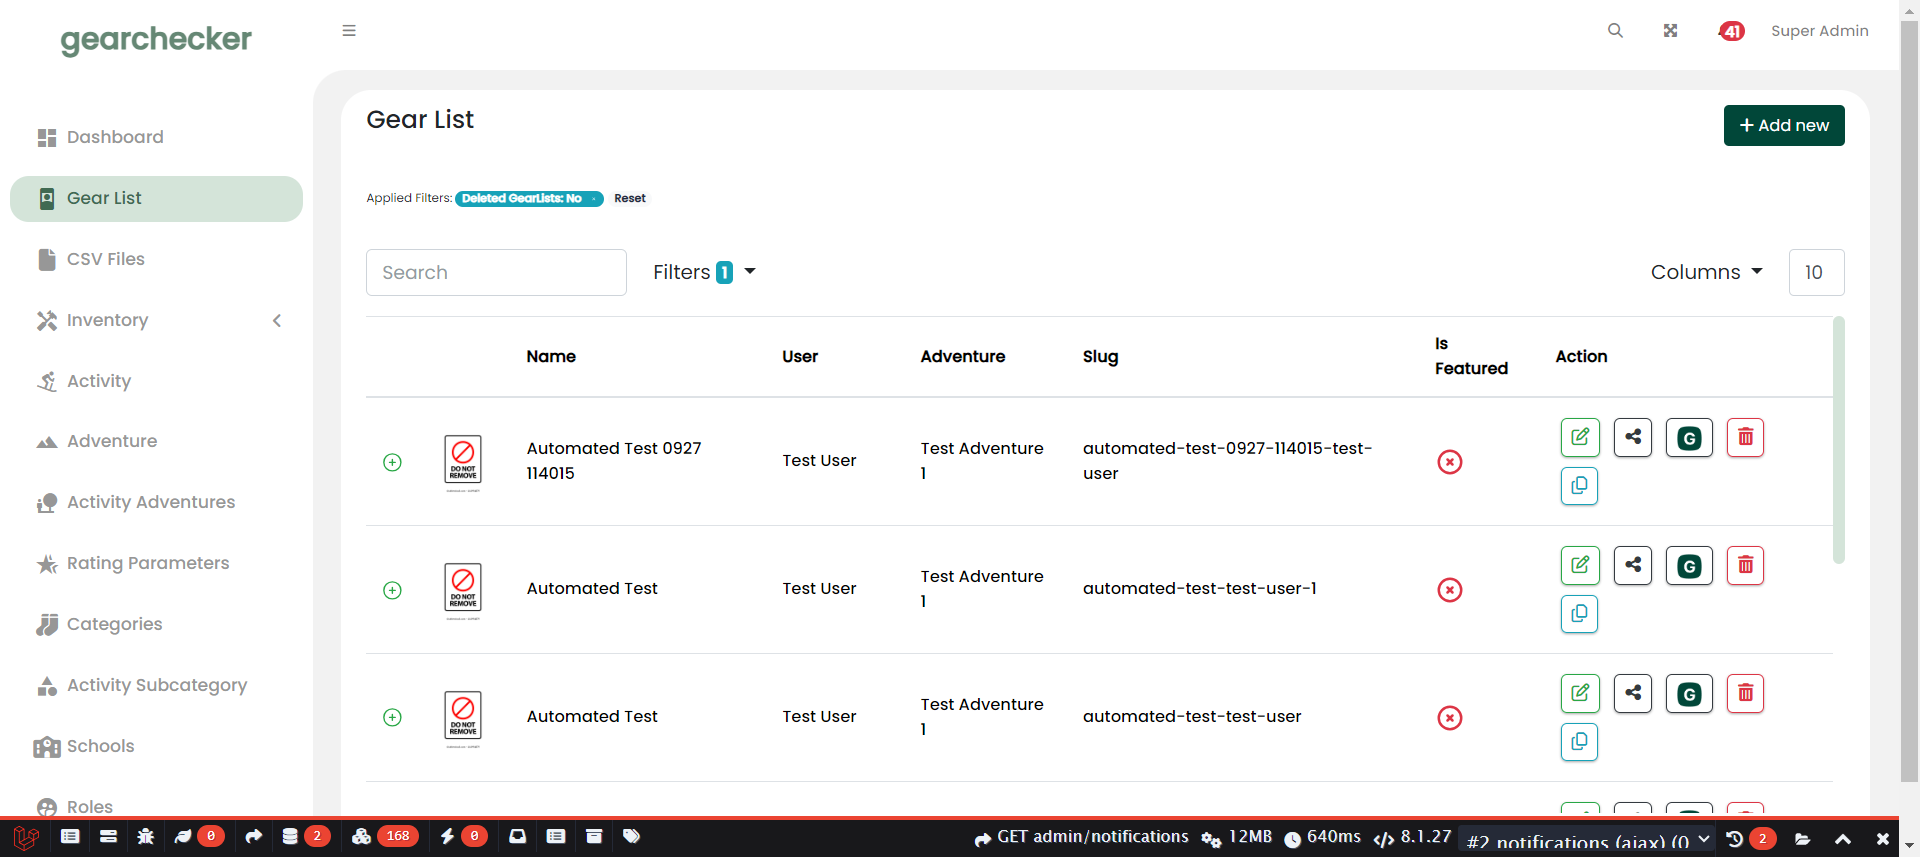 gearchecker
41
Super Admin
Dashboard
Gear List
CSV Files
Inventory
Activity
Adventure
Activity Adventures
Rating Parameters
Categories
Activity Subcategory
Schools
Roles
Gear List
+ Add new
Applied Filters: Deleted GearLists: No Reset
Search
Filters 1
Columns
10
Name User Adventure Slug Is Featured Action
DO NOT
REMOVE
Automated Test 0927
114015
Test User
Test Adventure
1
automated-test-0927-114015-test-
user
G
DO NOT
REMOVE
Automated Test
Test User
Test Adventure
1
automated-test-test-user-1
G
DO NOT
REMOVE
Automated Test
Test User
Test Adventure
1
automated-test-test-user
G
0 2 168 0 GET admin/notifications 12MB 640ms 8.1.27 #2 notifications (ajax) (0 2